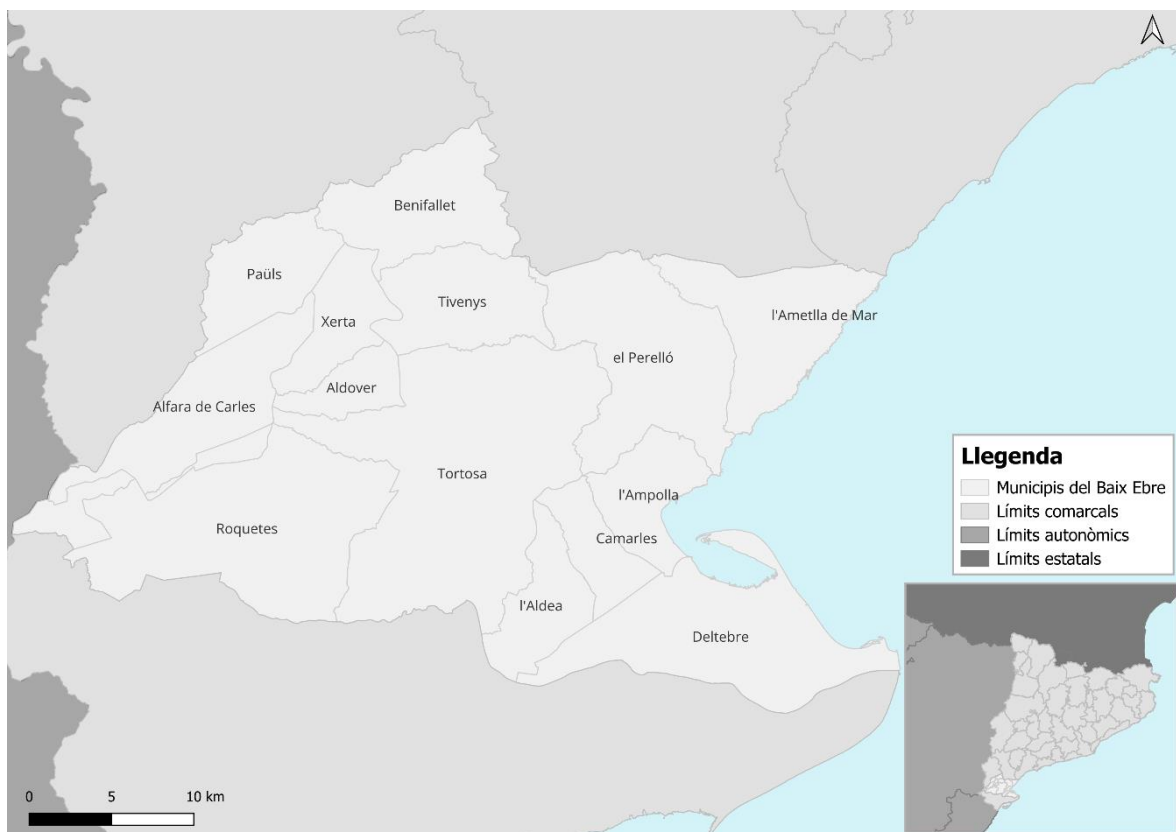 Benifallet
Paüls
Tivenys
l'Ametlla de Mar
Xerta
el Perelló
Aldover
Alfara de Carles
Tortosa
l'Ampolla
Roquetes
Camarles
l'Aldea
Deltebre
Llegenda
Municipis del Baix Ebre
Límits comarcals
Límits autonòmics
Límits estatals
0 5 10 km